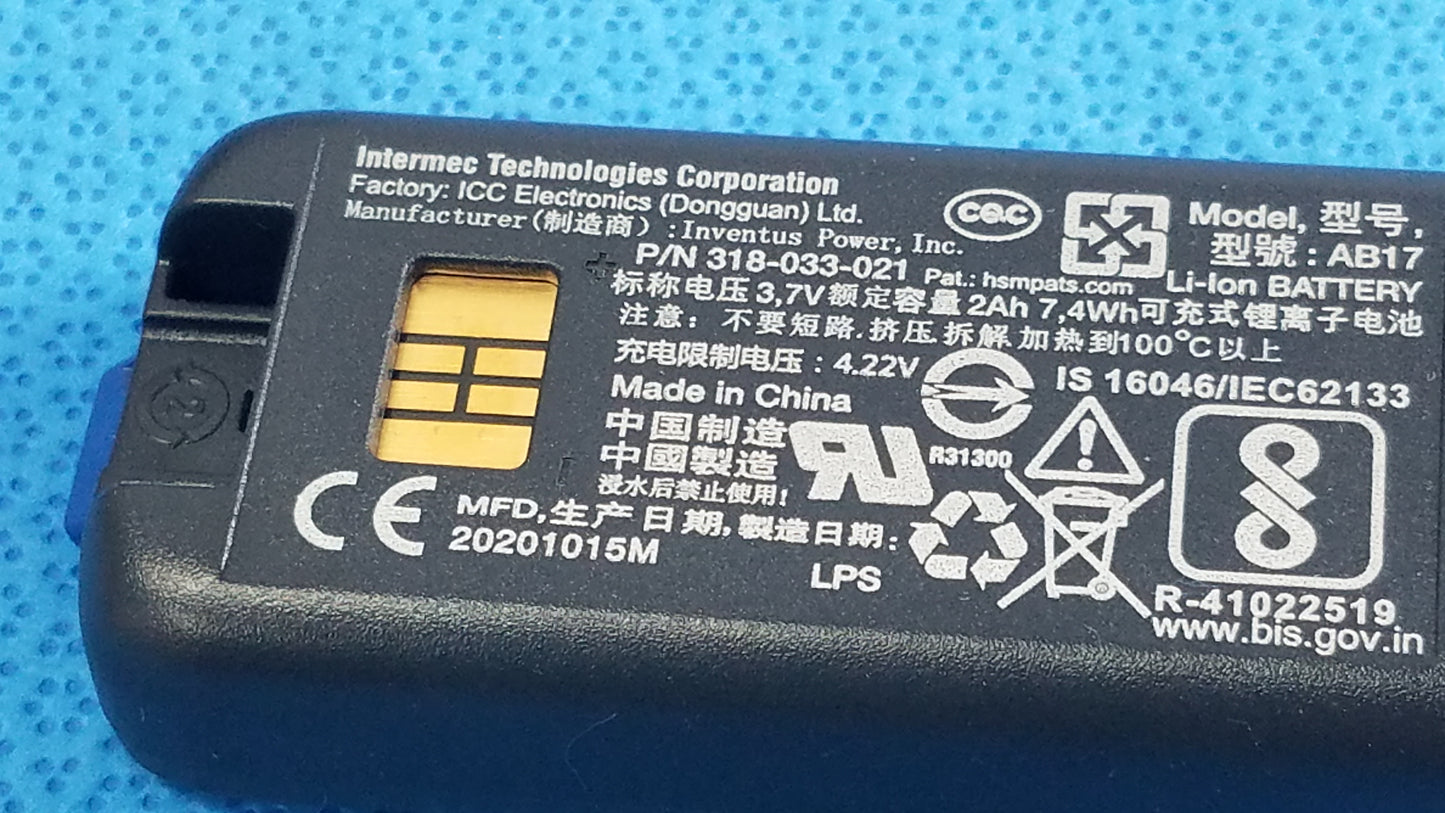 Intermec Technologies Corporation
Factory: ICC Electronics (Dongguan) Ltd.
Manufacturer(制造商):Inventus Power, Inc.
CQC
Model, 型号,
型號:AB17
P/N 318-033-021 Pat.: hsmpats.com Li-Ion BATTERY
标称电压3,7V额定容量2Ah 7,4Wh可充式锂离子电池
注意:不要短路.挤压.拆解.加热到100℃以上
充电限制电压:4.22V
IS 16046/IEC62133
Made in China
中国制造
中國製造
浸水后禁止使用!
R31300
CE
MFD,生产日期,製造日期:
20201015M
LPS
R-41022519
www.bis.gov.in